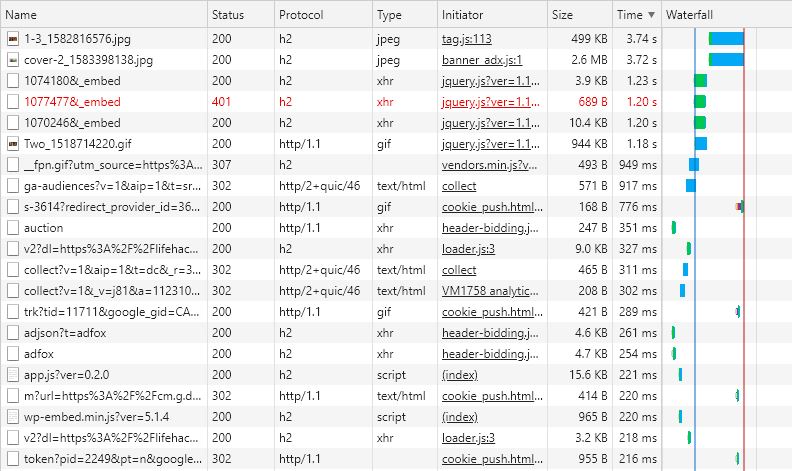 Name Status Protocol Type Initiator Size Time ▼ Waterfall
1-3_1582816576.jpg 200 h2 jpeg tag.js:113 499 KB 3.74 s
cover-2_1583398138.jpg 200 h2 jpeg banner_adx.js:1 2.6 MB 3.72 s
1074180&_embed 200 h2 xhr jquery.js?ver=1.1... 3.9 KB 1.23 s
1077477&_embed 401 h2 xhr jquery.js?ver=1.1... 689 B 1.20 s
1070246&_embed 200 h2 xhr jquery.js?ver=1.1... 10.4 KB 1.20 s
Two_1518714220.gif 200 http/1.1 gif jquery.js?ver=1.1... 944 KB 1.18 s
__fpn.gif?utm_source=https%3A... 307 h2 vendors.min.js?v... 493 B 949 ms
ga-audiences?v=1&aip=1&t=sr... 302 http/2+quic/46 text/html collect 571 B 917 ms
s-3614?redirect_provider_id=36... 200 http/1.1 gif cookie_push.html... 168 B 776 ms
auction 200 http/1.1 xhr header-bidding.j... 247 B 351 ms
v2?dl=https%3A%2F%2Flifehac... 200 h2 xhr loader.js:3 9.0 KB 327 ms
collect?v=1&aip=1&t=dc&_r=3... 302 http/2+quic/46 text/html collect 465 B 311 ms
collect?v=1&_v=j81&a=112310... 302 http/2+quic/46 text/html VM1758 analytic... 208 B 302 ms
trk?tid=11711&google_gid=CA... 302 http/1.1 gif cookie_push.html... 421 B 289 ms
adjson?t=adfox 200 h2 xhr header-bidding.j... 4.6 KB 261 ms
adfox 200 h2 xhr header-bidding.j... 4.7 KB 254 ms
app.js?ver=0.2.0 200 h2 script (index) 15.6 KB 221 ms
m?url=https%3A%2F%2Fcm.g.d... 302 http/1.1 text/html cookie_push.html... 414 B 220 ms
wp-embed.min.js?ver=5.1.4 200 h2 script (index) 965 B 220 ms
v2?dl=https%3A%2F%2Flifehac... 200 h2 xhr loader.js:3 3.2 KB 218 ms
token?pid=2249&pt=n&google... 302 http/1.1 cookie_push.html... 955 B 216 ms